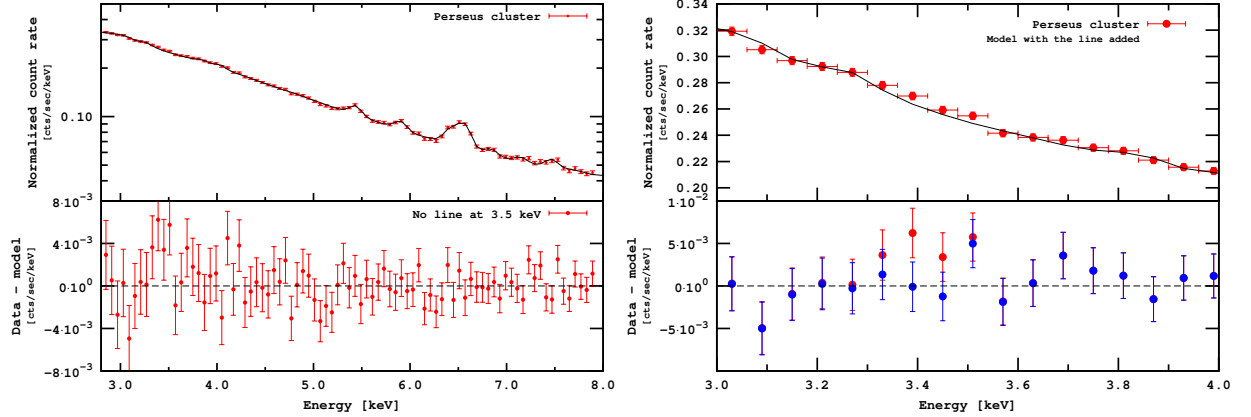 Perseus cluster
Normalized count rate
[cts/sec/keV]
0.10
8⋅10⁻³
No line at 3.5 keV
Data - model
[cts/sec/keV]
4⋅10⁻³
0⋅10⁰
-4⋅10⁻³
-8⋅10⁻³
3.0 4.0 5.0 6.0 7.0 8.0
Energy [keV]
0.34
Perseus cluster
Model with the line added
Normalized count rate
[cts/sec/keV]
0.32
0.30
0.28
0.26
0.24
0.22
0.20
1⋅10⁻²
Data - model
[cts/sec/keV]
5⋅10⁻³
0⋅10⁰
-5⋅10⁻³
3.0 3.2 3.4 3.6 3.8 4.0
Energy [keV]